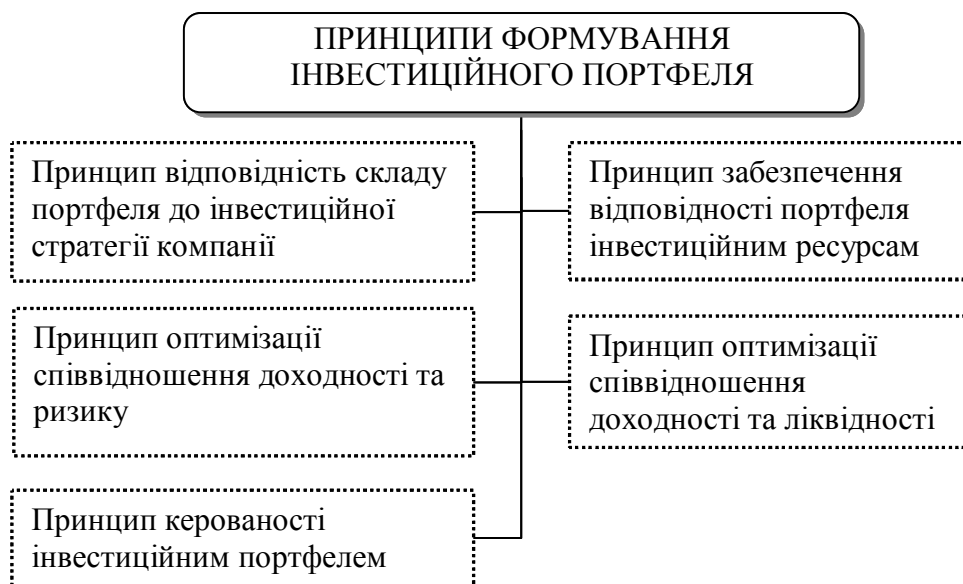 ПРИНЦИПИ ФОРМУВАННЯ
ІНВЕСТИЦІЙНОГО ПОРТФЕЛЯ
Принцип відповідність складу
портфеля до інвестиційної
стратегії компанії
Принцип забезпечення
відповідності портфеля
інвестиційним ресурсам
Принцип оптимізації
співвідношення доходності та
ризику
Принцип оптимізації
співвідношення
доходності та ліквідності
Принцип керованості
інвестиційним портфелем